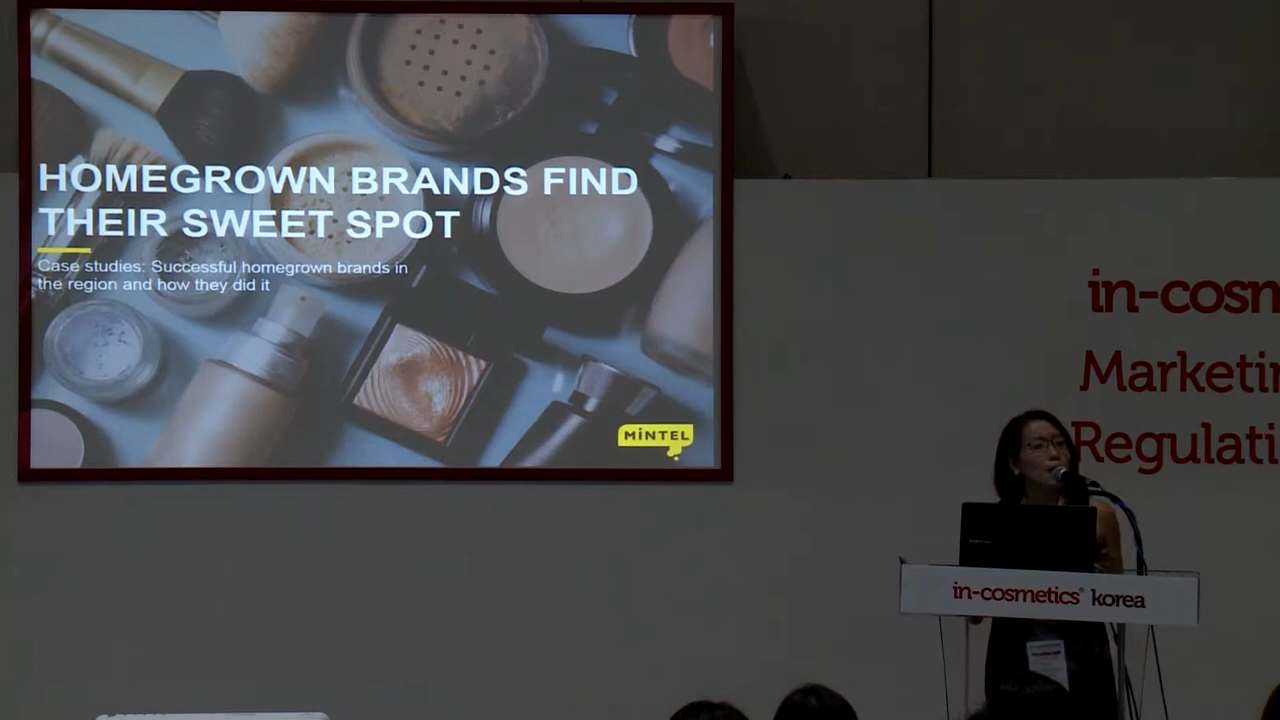 HOMEGROWN BRANDS FIND
THEIR SWEET SPOT
Case studies: Successful homegrown brands in
the region and how they did it
MINTEL
in-cosm
Marketin
Regulati
in-cosmetics® korea